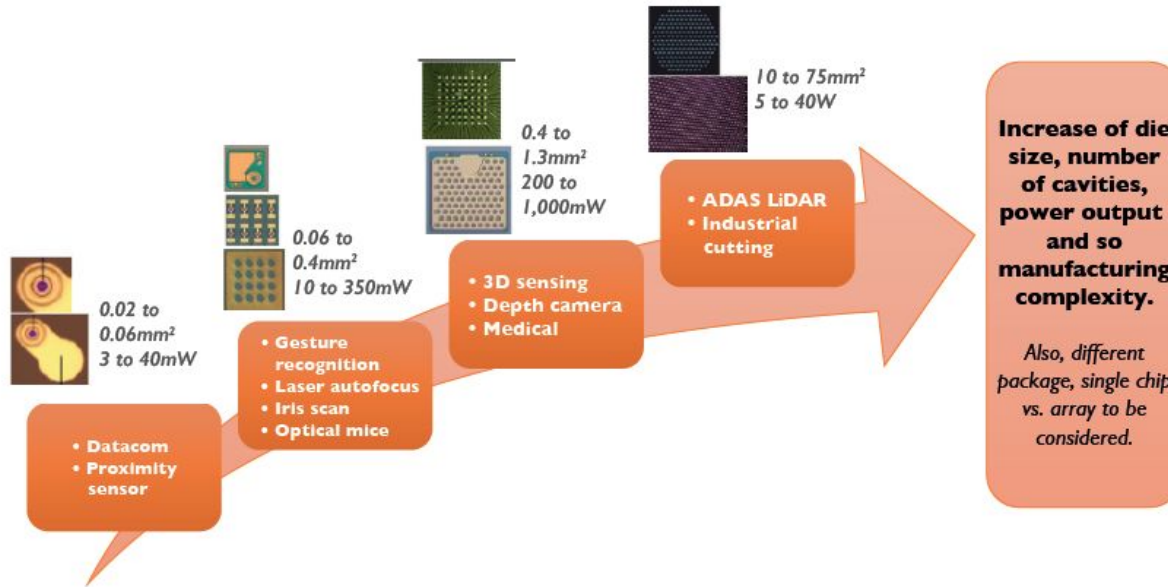 0.02 to
0.06mm²
3 to 40mW
• Datacom
• Proximity
sensor
0.06 to
0.4mm²
10 to 350mW
• Gesture
recognition
• Laser autofocus
• Iris scan
• Optical mice
0.4 to
1.3mm²
200 to
1,000mW
• 3D sensing
• Depth camera
• Medical
10 to 75mm²
5 to 40W
• ADAS LiDAR
• Industrial
cutting
Increase of die
size, number
of cavities,
power output
and so
manufacturing
complexity.
Also, different
package, single chip
vs. array to be
considered.